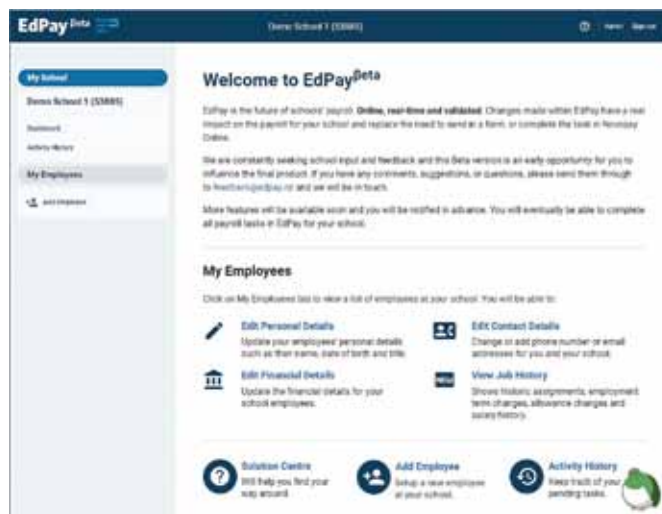 EdPay Beta
Demo School 1 (53885)
Sign out
My School
Demo School 1 (53885)
Dashboard
Activity History
My Employees
Add Employee
Welcome to EdPay Beta
EdPay is the future of schools' payroll. Online, real-time and validated. Changes made within EdPay have a real
impact on the payroll for your school and replace the need to send in a form, or complete the task in Novopay
Online.
We are constantly seeking school input and feedback and this Beta version is an early opportunity for you to
influence the final product. If you have any comments, suggestions, or questions, please send them through
to and we will be in touch.
More features will be available soon and you will be notified in advance. You will eventually be able to complete
all payroll tasks in EdPay for your school.
My Employees
Click on My Employees tab to view a list of employees at your school. You will be able to:
Edit Personal Details
Update your employees' personal details
such as their name, date of birth and title.
Edit Contact Details
Change or add phone number or email
addresses for you and your school.
Edit Financial Details
Update the financial details for your
school employees.
View Job History
Shows historic assignments, employment
term changes, allowance changes and
salary history.
Solution Centre
Will help you find your
way around.
Add Employee
Setup a new employee
at your school.
Activity History
Keep track of your
pending tasks.